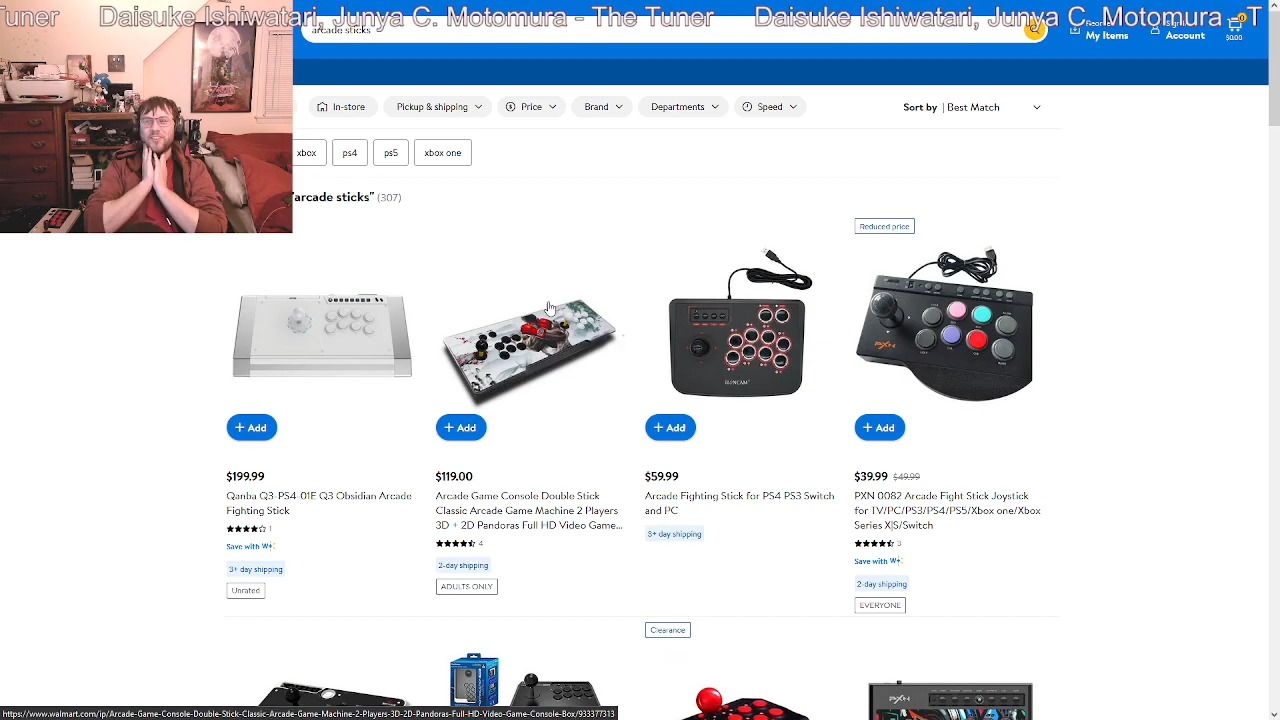 Tuner Daisuke Ishiwatari, Junya C. Motomura - The Tuner Daisuke Ishiwatari, Junya C. Motomura - T
arcade sticks
My Items
Account
0
$0.00
In-store
Pickup & shipping
Price
Brand
Departments
Speed
Sort by | Best Match
xbox
ps4
ps5
xbox one
"arcade sticks" (307)
Reduced price
+ Add
+ Add
+ Add
+ Add
$199.99
Qanba Q3-PS4-01E Q3 Obsidian Arcade
Fighting Stick
1
Save with W+
3+ day shipping
Unrated
$119.00
Arcade Game Console Double Stick
Classic Arcade Game Machine 2 Players
3D + 2D Pandoras Full HD Video Game...
4
2-day shipping
ADULTS ONLY
$59.99
Arcade Fighting Stick for PS4 PS3 Switch
and PC
3+ day shipping
$39.99 $49.99
PXN 0082 Arcade Fight Stick Joystick
for TV/PC/PS3/PS4/PS5/Xbox one/Xbox
Series X|S/Switch
3
Save with W+
2-day shipping
EVERYONE
Clearance
PXN
PXN
https://www.walmart.com/ip/Arcade-Game-Console-Double-Stick-Classic-Arcade-Game-Machine-2-Players-3D-2D-Pandoras-Full-HD-Video-Game-Console-Box/933377313